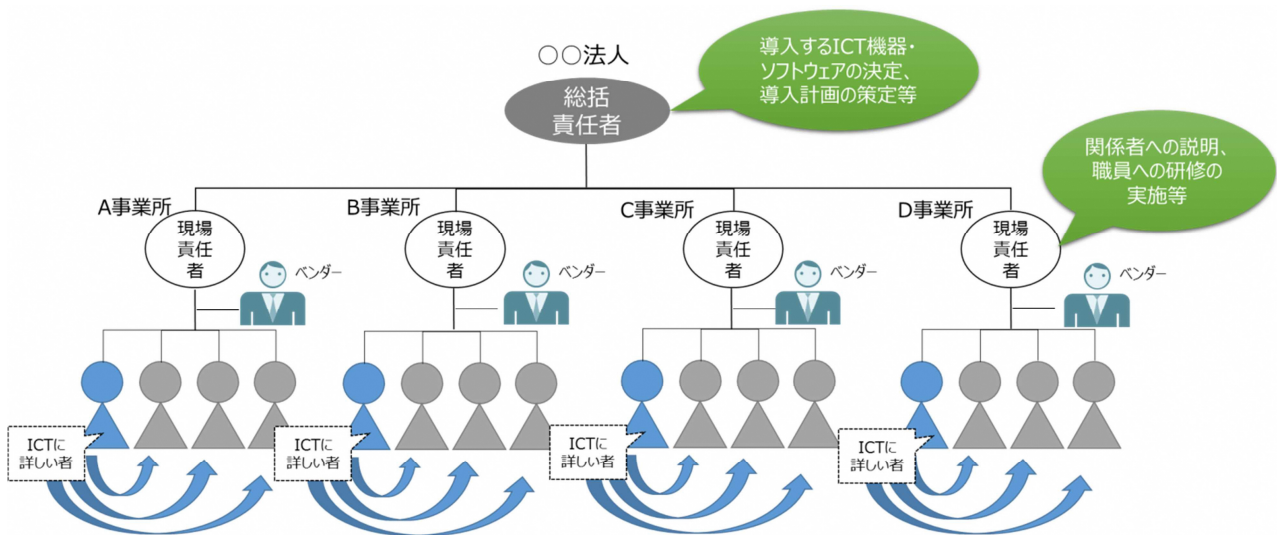 〇〇法人
総括
責任者
導入するICT機器・
ソフトウェアの決定、
導入計画の策定等
関係者への説明、
職員への研修の
実施等
A事業所
現場
責任
者
ベンダー
B事業所
現場
責任
者
ベンダー
C事業所
現場
責任
者
ベンダー
D事業所
現場
責任
者
ベンダー
ICTに
詳しい者
ICTに
詳しい者
ICTに
詳しい者
ICTに
詳しい者